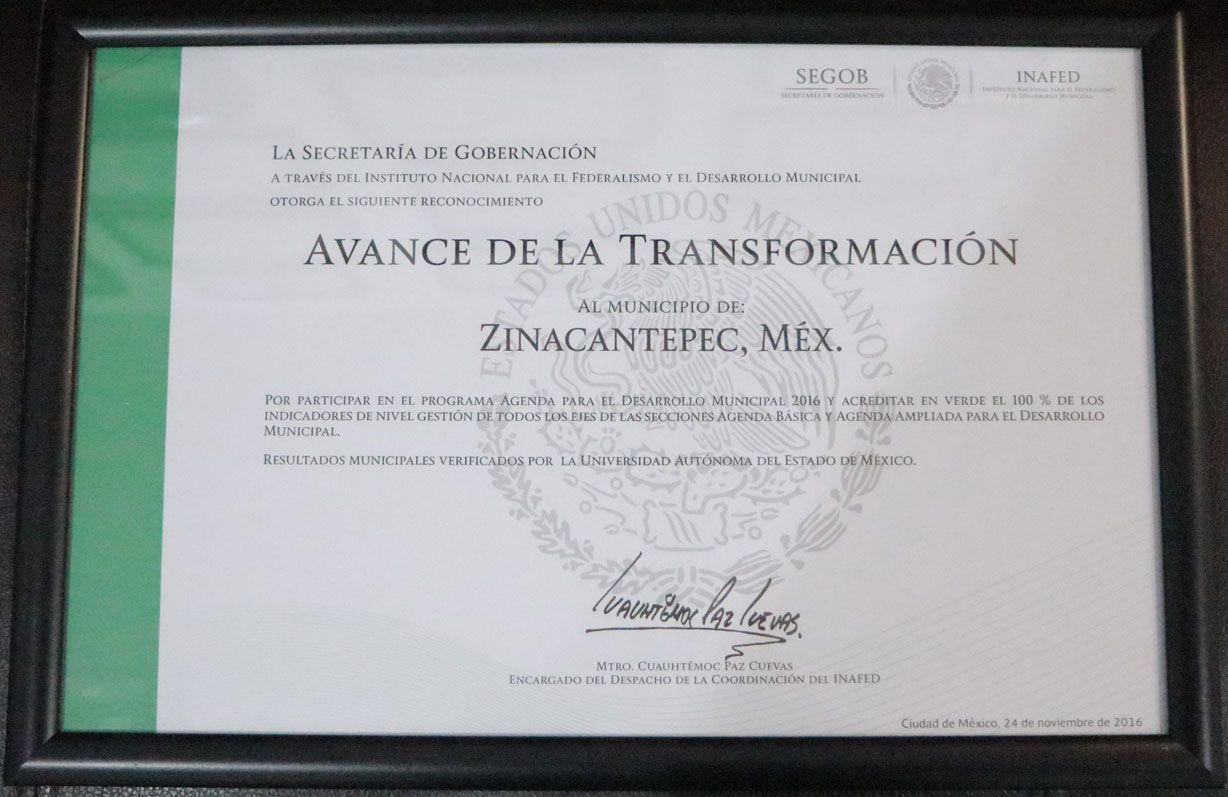 SEGOB
SECRETARÍA DE GOBERNACIÓN
INAFED
INSTITUTO NACIONAL PARA EL FEDERALISMO
Y EL DESARROLLO MUNICIPAL
LA SECRETARÍA DE GOBERNACIÓN
A TRAVÉS DEL INSTITUTO NACIONAL PARA EL FEDERALISMO Y EL DESARROLLO MUNICIPAL
OTORGA EL SIGUIENTE RECONOCIMIENTO
ESTADOS UNIDOS MEXICANOS
AVANCE DE LA TRANSFORMACIÓN
AL MUNICIPIO DE:
ZINACANTEPEC, MÉX.
POR PARTICIPAR EN EL PROGRAMA AGENDA PARA EL DESARROLLO MUNICIPAL 2016 Y ACREDITAR EN VERDE EL 100 % DE LOS
INDICADORES DE NIVEL GESTIÓN DE TODOS LOS EJES DE LAS SECCIONES AGENDA BÁSICA Y AGENDA AMPLIADA PARA EL DESARROLLO
MUNICIPAL.
RESULTADOS MUNICIPALES VERIFICADOS POR LA UNIVERSIDAD AUTÓNOMA DEL ESTADO DE MÉXICO.
CUAUHTÉMOC PAZ CUEVAS.
MTRO. CUAUHTÉMOC PAZ CUEVAS
ENCARGADO DEL DESPACHO DE LA COORDINACIÓN DEL INAFED
Ciudad de México, 24 de noviembre de 2016